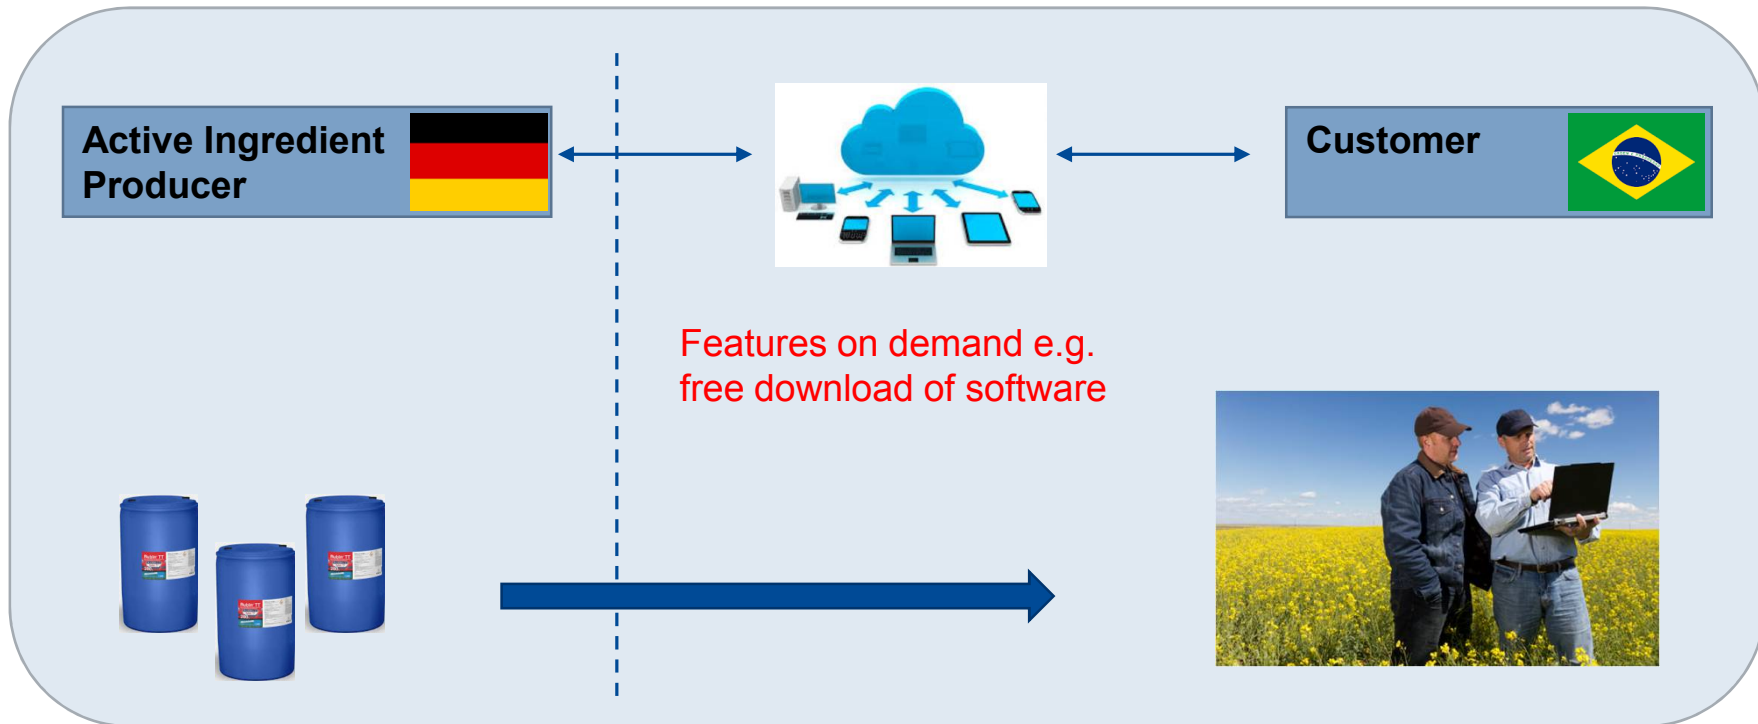 Active Ingredient
Producer
Customer
Features on demand e.g.
free download of software